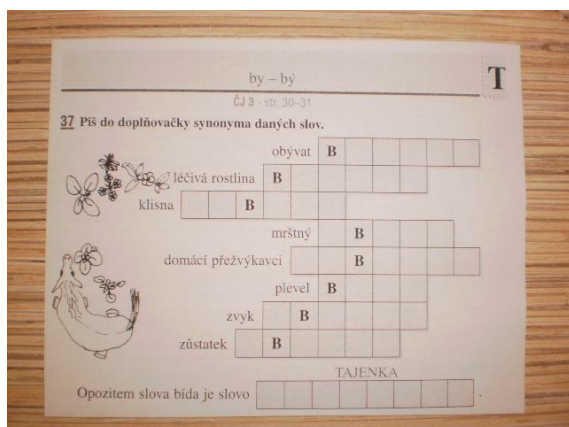 by – bý
T
ČJ 3 - str. 30–31
37 Piš do doplňovačky synonyma daných slov.
obývat B
léčivá rostlina B
klisna B
mrštný B
domácí přežvýkavci B
plevel B
zvyk B
zůstatek B
TAJENKA
Opozitem slova bída je slovo